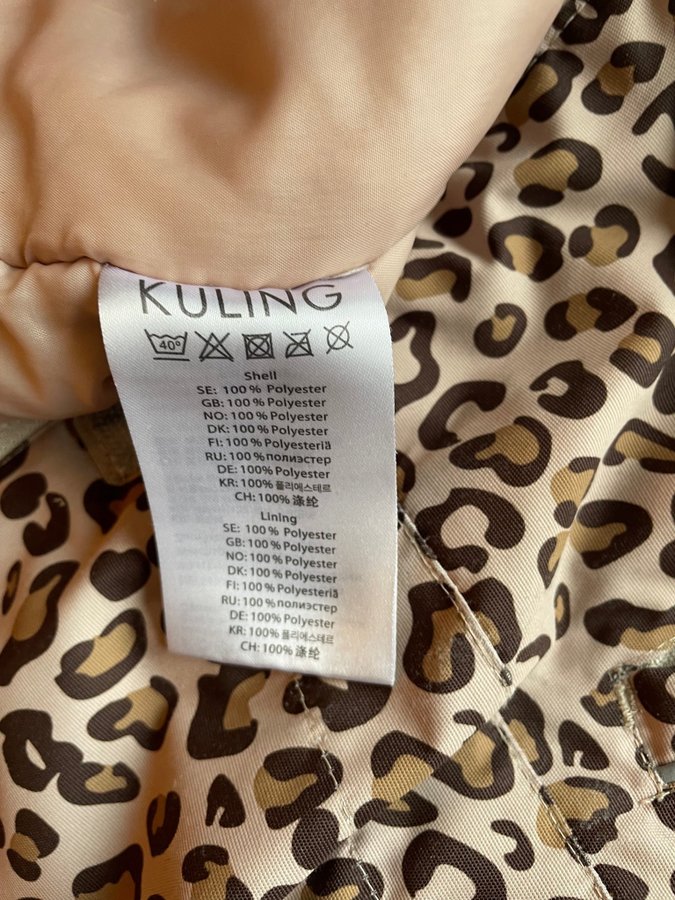 KULING
40°
Shell
SE: 100% Polyester
GB: 100% Polyester
NO: 100% Polyester
DK: 100% Polyester
FI: 100% Polyesteriä
RU: 100% полиэстер
DE: 100% Polyester
KR: 100% 폴리에스테르
CH: 100% 涤纶
Lining
SE: 100% Polyester
GB: 100% Polyester
NO: 100% Polyester
DK: 100% Polyester
FI: 100% Polyesteriä
RU: 100% полиэстер
DE: 100% Polyester
KR: 100% 폴리에스테르
CH: 100% 涤纶